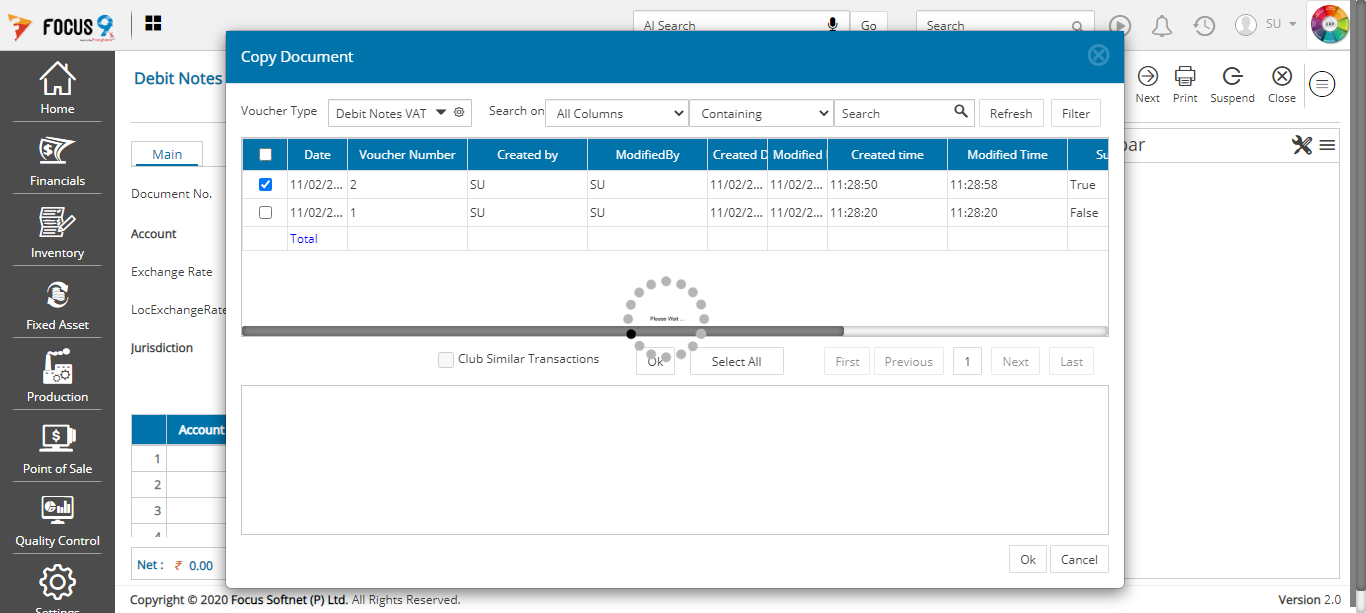 FOCUS 9
AI Search
Go
Search
SU
Copy Document
Home
Financials
Inventory
Fixed Asset
Production
Point of Sale
Quality Control
Settings
Debit Notes
Next
Print
Suspend
Close
Main
Document No.
Account
Exchange Rate
LocExchangeRate
Jurisdiction
Account
1
2
3
4
Net : ₹ 0.00
Voucher Type
Debit Notes VAT
Search on
All Columns
Containing
Search
Refresh
Filter
Date Voucher Number Created by ModifiedBy Created D Modified Created time Modified Time Su
11/02/2... 2 SU SU 11/02/2... 11/02/2... 11:28:50 11:28:58 True
11/02/2... 1 SU SU 11/02/2... 11/02/2... 11:28:20 11:28:20 False
Total
Please Wait ...
Club Similar Transactions
Ok
Select All
First
Previous
1
Next
Last
Ok
Cancel
bar
Copyright © 2020 Focus Softnet (P) Ltd. All Rights Reserved.
Version 2.0